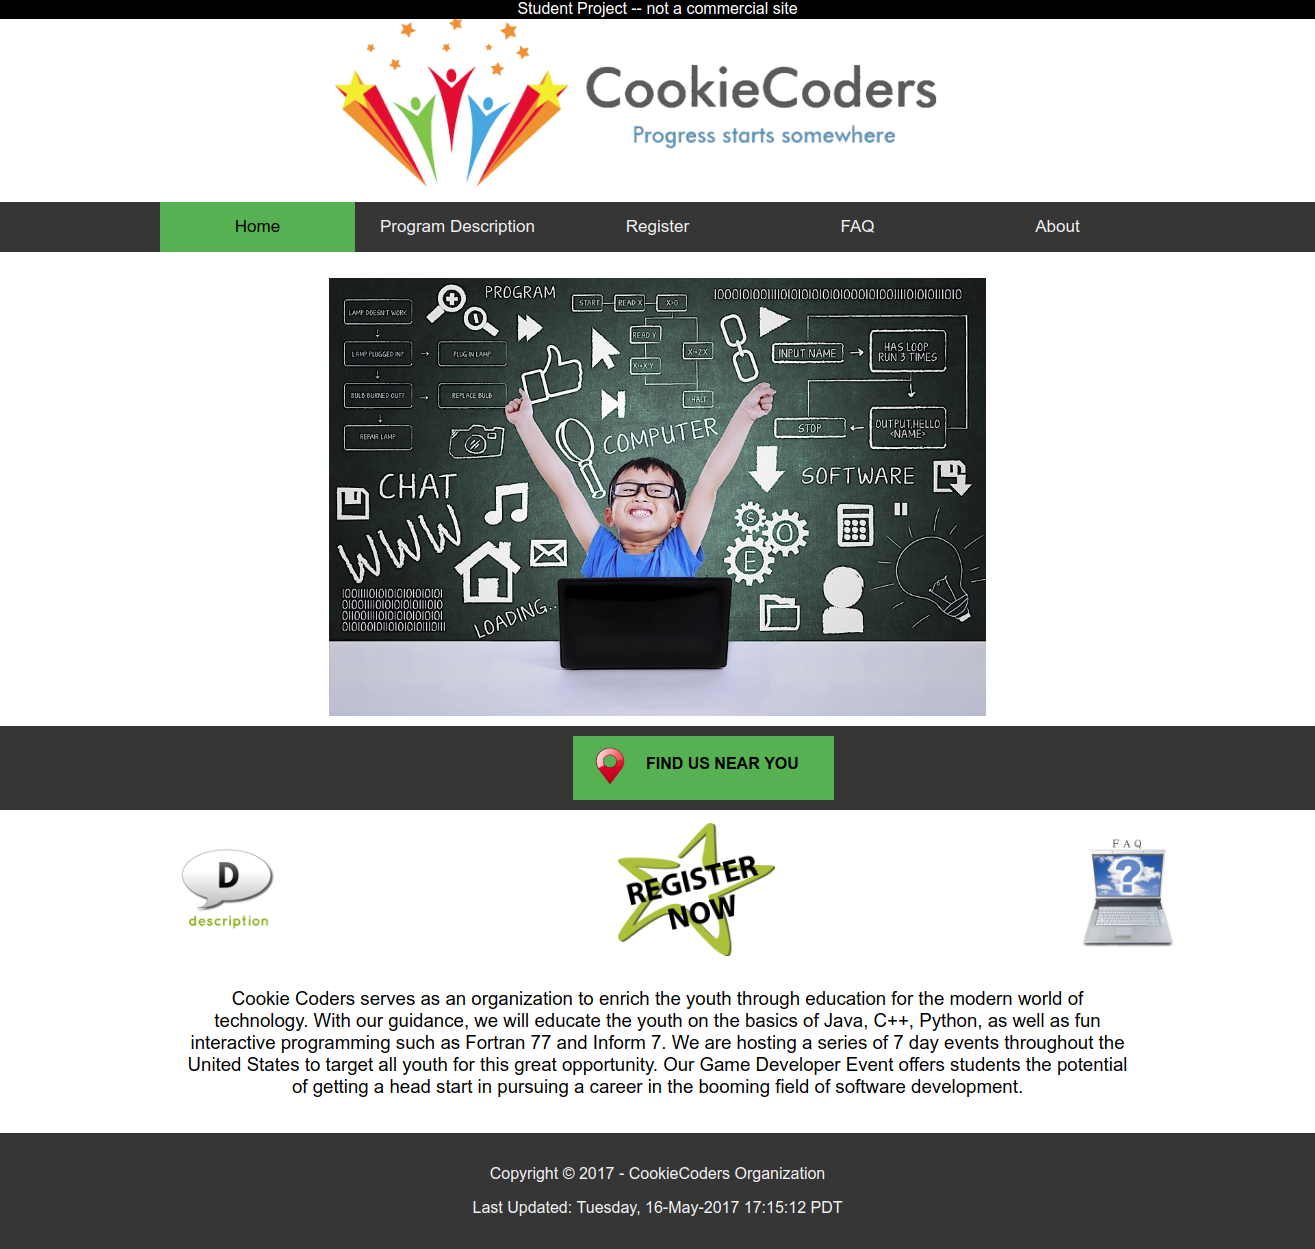 Student Project -- not a commercial site
CookieCoders
Progress starts somewhere
Home
Program Description
Register
FAQ
About
PROGRAM
LAMP DOESN'T WORK
LAMP PLUGGED IN?
PLUG IN LAMP
BULB BURNED OUT?
REPLACE BULB
REPAIR LAMP
START
READ X
X>0
READ Y
HALT
INPUT NAME
HAS LOOP
RUN 3 TIMES
OUTPUT,HELLO
<NAME>
STOP
COMPUTER
SOFTWARE
CHAT
WWW
LOADING...
S
O
E
FIND US NEAR YOU
D
description
REGISTER
NOW
FAQ
?
Cookie Coders serves as an organization to enrich the youth through education for the modern world of
technology. With our guidance, we will educate the youth on the basics of Java, C++, Python, as well as fun
interactive programming such as Fortran 77 and Inform 7. We are hosting a series of 7 day events throughout the
United States to target all youth for this great opportunity. Our Game Developer Event offers students the potential
of getting a head start in pursuing a career in the booming field of software development.
Copyright © 2017 - CookieCoders Organization
Last Updated: Tuesday, 16-May-2017 17:15:12 PDT